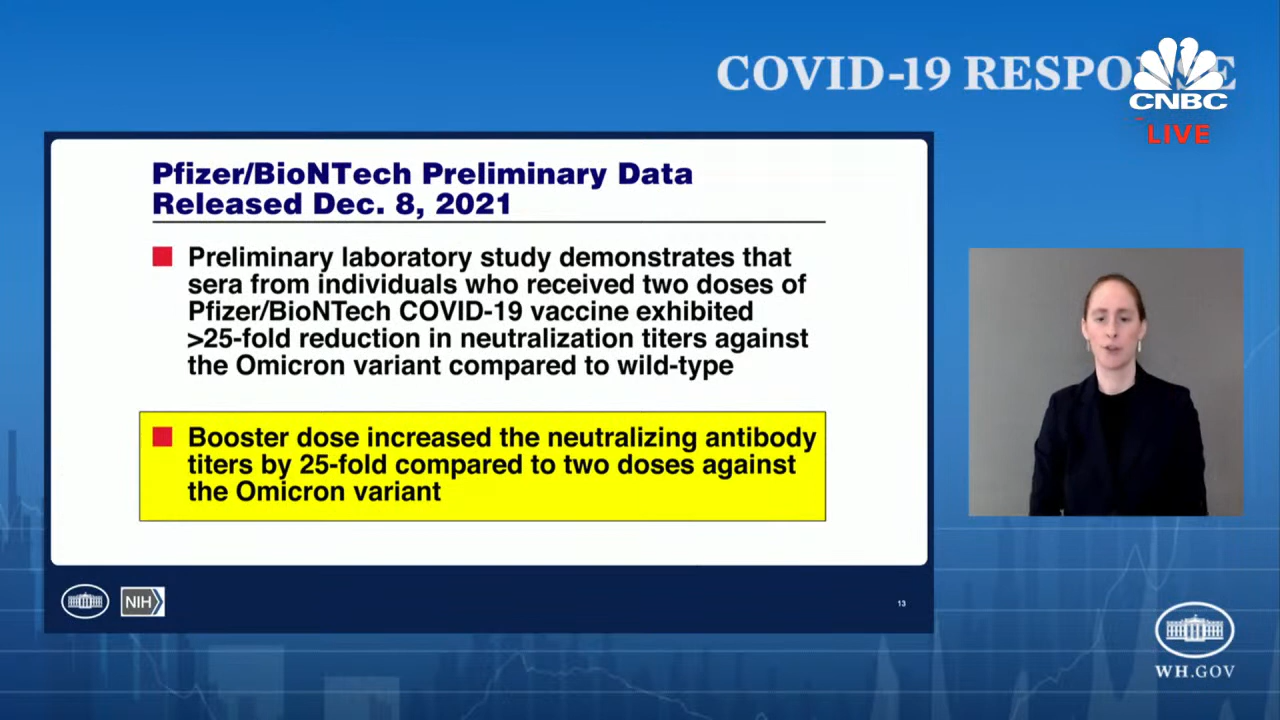 COVID-19 RESPONSE
CNBC
LIVE
Pfizer/BioNTech Preliminary Data
Released Dec. 8, 2021
Preliminary laboratory study demonstrates that
sera from individuals who received two doses of
Pfizer/BioNTech COVID-19 vaccine exhibited
>25-fold reduction in neutralization titers against
the Omicron variant compared to wild-type
Booster dose increased the neutralizing antibody
titers by 25-fold compared to two doses against
the Omicron variant
NIH
13
WH.GOV